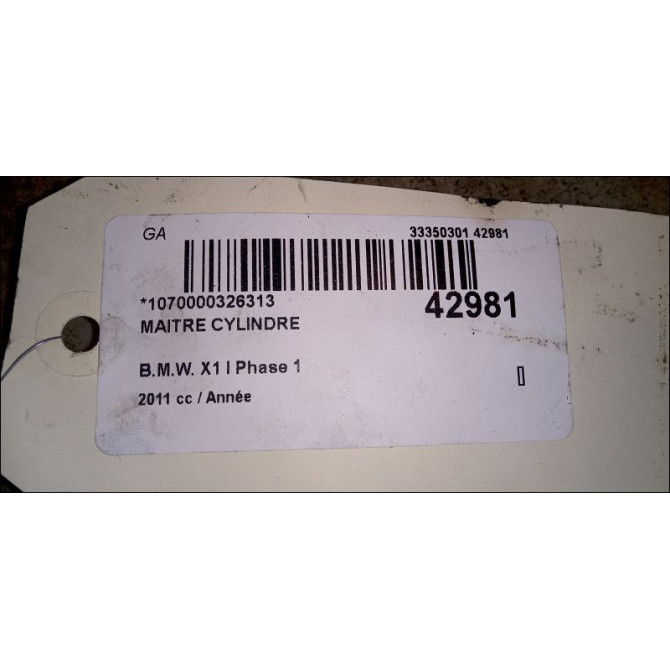 GA 33350301 42981
*1070000326313 42981
MAITRE CYLINDRE
B.M.W. X1 I Phase 1
2011 cc / Année